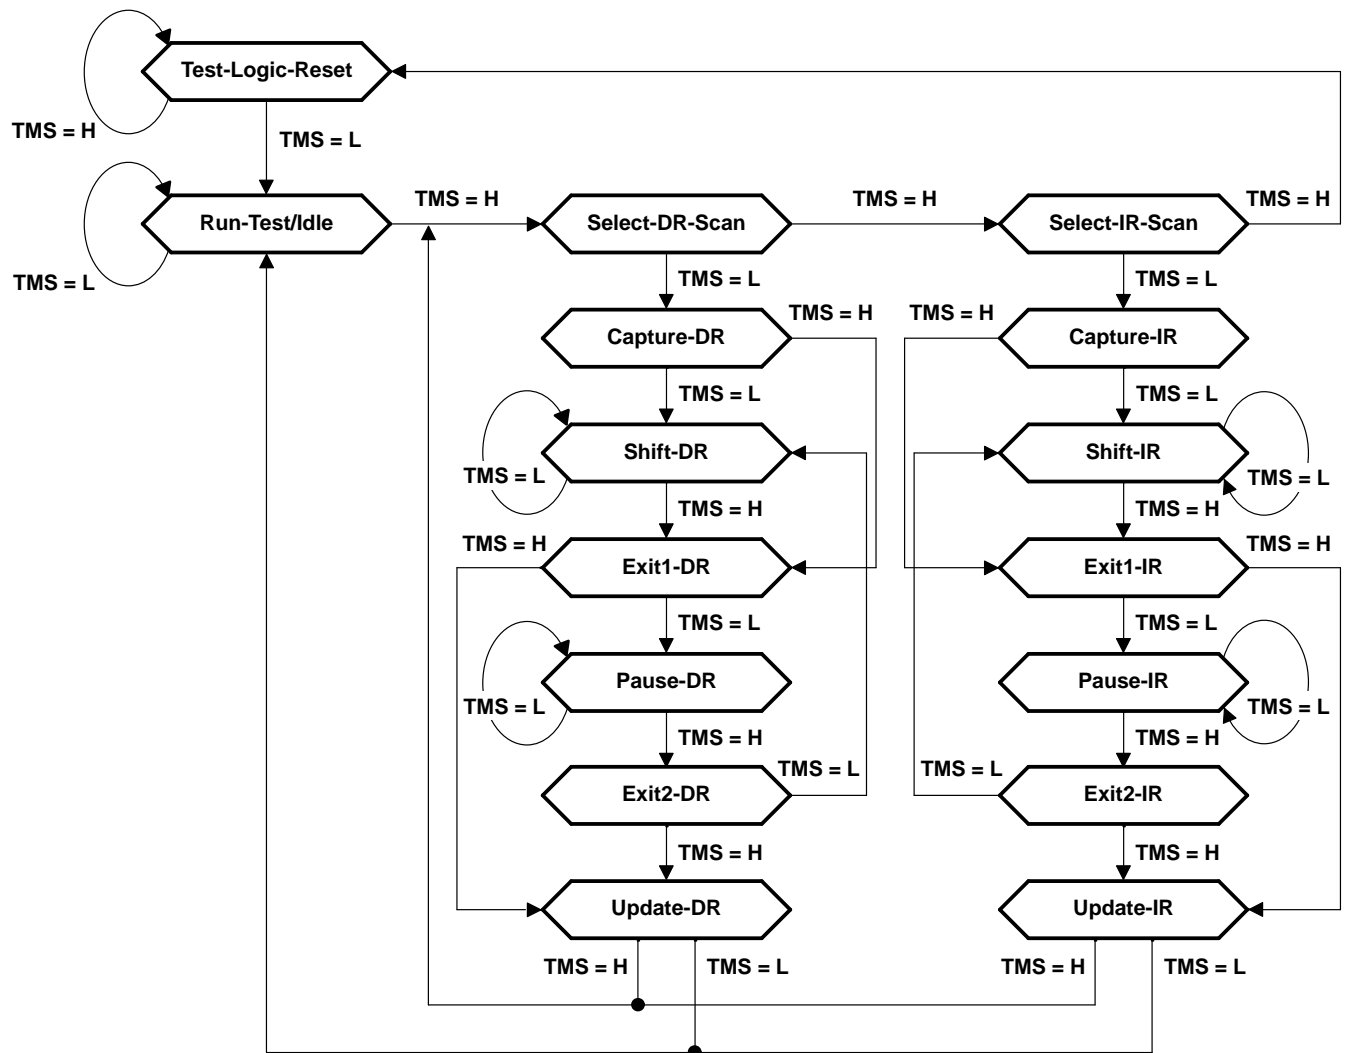 Test-Logic-Reset
TMS = H
TMS = L
TMS = H
TMS = H
TMS = H
Run-Test/Idle
Select-DR-Scan
Select-IR-Scan
TMS = L
TMS = L
TMS = L
TMS = H
TMS = H
Capture-DR
Capture-IR
TMS = L
TMS = L
Shift-DR
Shift-IR
TMS = L
TMS = L
TMS = H
TMS = H
TMS = H
TMS = H
Exit1-DR
Exit1-IR
TMS = L
TMS = L
Pause-DR
Pause-IR
TMS = L
TMS = L
TMS = H
TMS = H
TMS = L
TMS = L
Exit2-DR
Exit2-IR
TMS = H
TMS = H
Update-DR
Update-IR
TMS = H
TMS = L
TMS = H
TMS = L